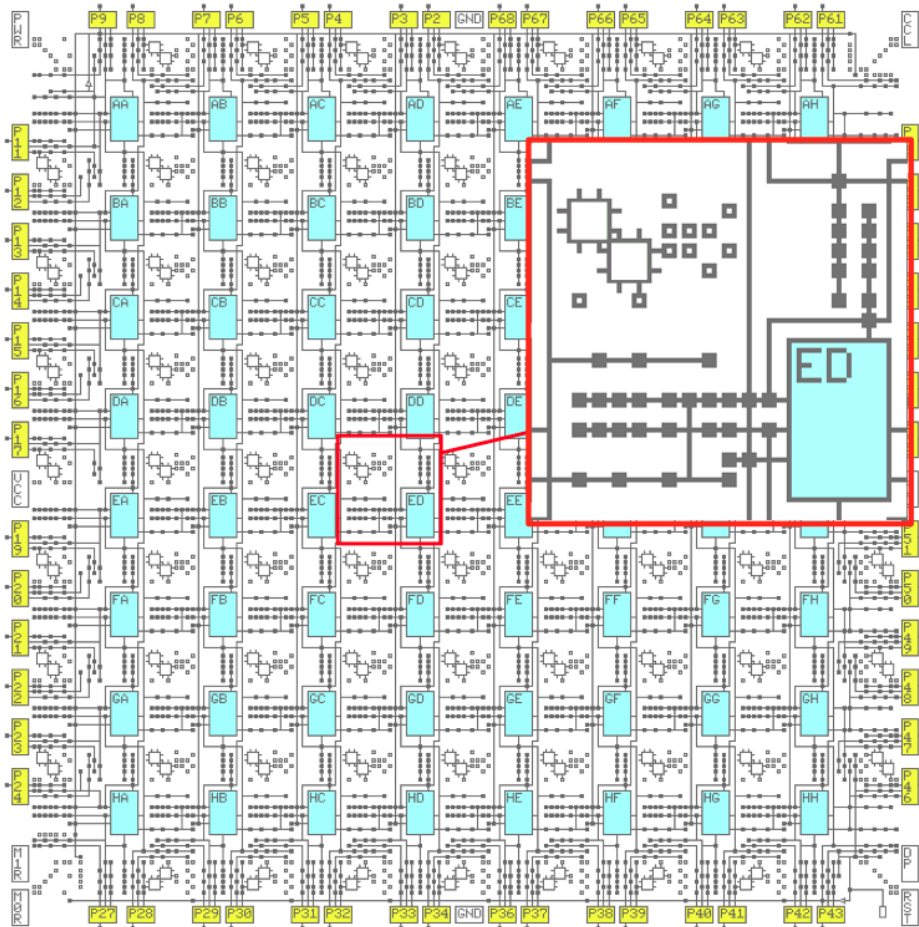 P9 P8 P7 P6 P5 P4 P3 P2 GND P68 P67 P66 P65 P64 P63 P62 P61
PWR CCL
AA AB AC AD AE AF AG AH
P11
P12
BA BB BC BD BE
P13
P14
CA CB CC CD CE
P15
P16
ED
DA DB DC DD DE
P17
VCC
EA EB EC ED EE
P19 P51
P20 P50
FA FB FC FD FE FF FG FH
P21 P49
P22 P48
GA GB GC GD GE GF GG GH
P23 P47
P24 P46
HA HB HC HD HE HF HG HH
M1R DP
M0R RST
P27 P28 P29 P30 P31 P32 P33 P34 GND P36 P37 P38 P39 P40 P41 P42 P43